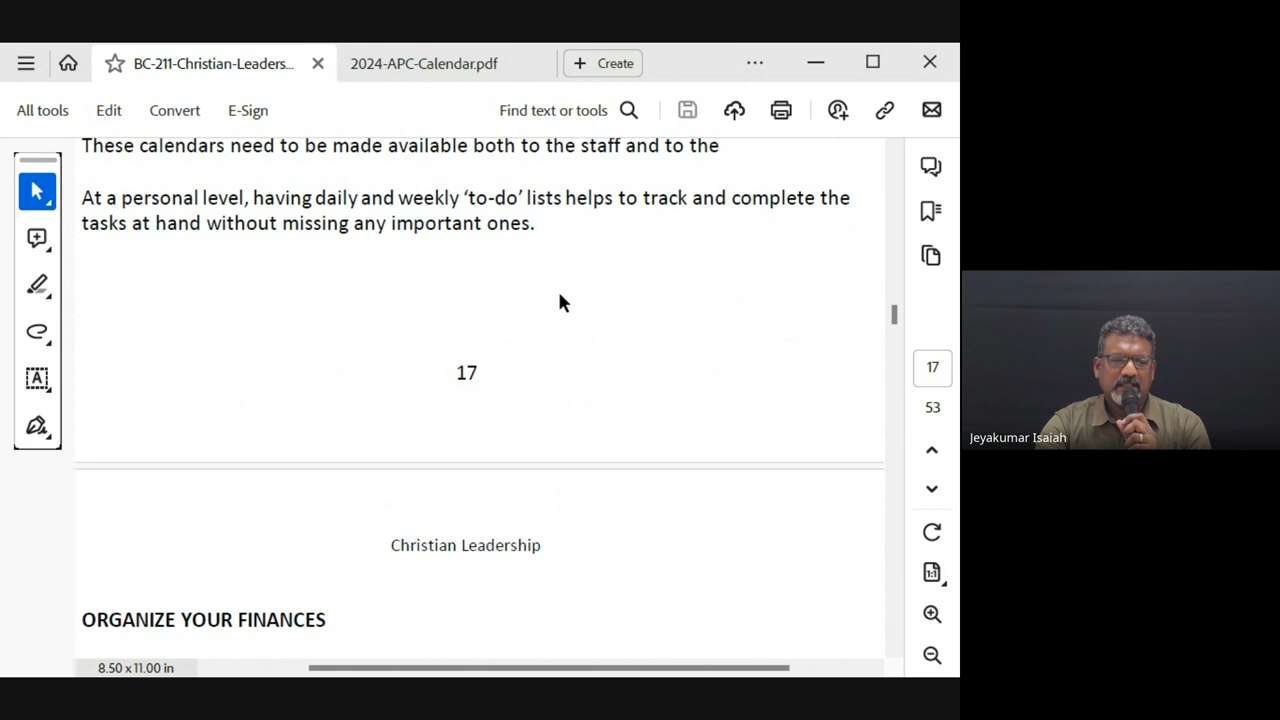 BC-211-Christian-Leaders...
2024-APC-Calendar.pdf
Create
All tools
Edit
Convert
E-Sign
Find text or tools
These calendars need to be made available both to the staff and to the
At a personal level, having daily and weekly ‘to-do’ lists helps to track and complete the
tasks at hand without missing any important ones.
17
Christian Leadership
ORGANIZE YOUR FINANCES
8.50 x 11.00 in
17
53
1:1
A
Jeyakumar Isaiah